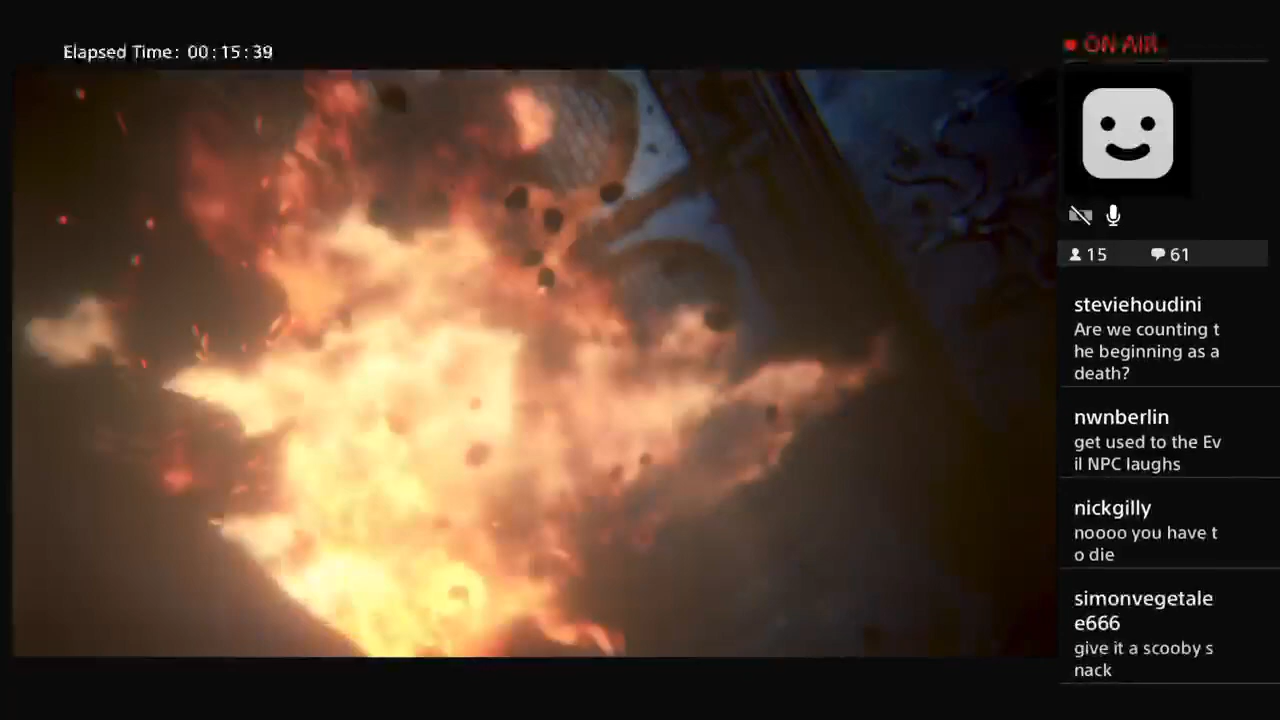 Elapsed Time: 00:15:39
ON AIR
15 61
steviehoudini
Are we counting t
he beginning as a
death?
nwnberlin
get used to the Ev
il NPC laughs
nickgilly
noooo you have t
o die
simonvegetale
e666
give it a scooby s
nack